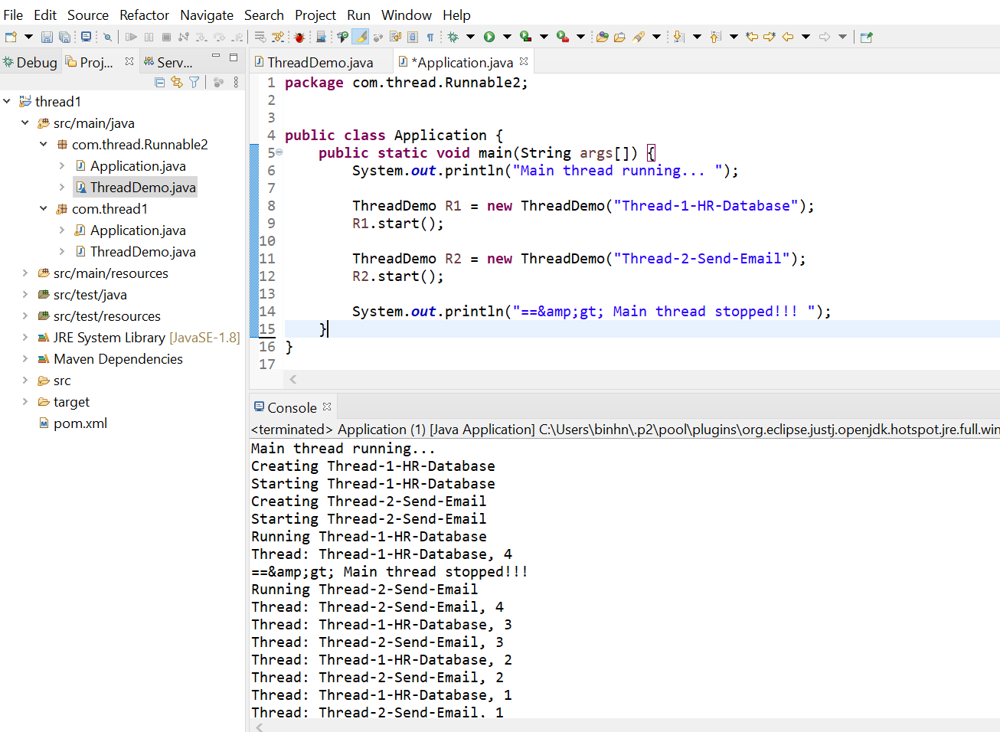 File Edit Source Refactor Navigate Search Project Run Window Help
Debug Proj... Serv...
thread1
src/main/java
com.thread.Runnable2
Application.java
ThreadDemo.java
com.thread1
Application.java
ThreadDemo.java
src/main/resources
src/test/java
src/test/resources
JRE System Library [JavaSE-1.8]
Maven Dependencies
src
target
pom.xml
ThreadDemo.java *Application.java
1 package com.thread.Runnable2;
2
3
4 public class Application {
5 public static void main(String args[]) {
6 System.out.println("Main thread running... ");
7
8 ThreadDemo R1 = new ThreadDemo("Thread-1-HR-Database");
9 R1.start();
10
11 ThreadDemo R2 = new ThreadDemo("Thread-2-Send-Email");
12 R2.start();
13
14 System.out.println("==&amp;gt; Main thread stopped!!! ");
15 }
16 }
17
Console
<terminated> Application (1) [Java Application] C:\Users\binhn\.p2\pool\plugins\org.eclipse.justj.openjdk.hotspot.jre.full.win
Main thread running...
Creating Thread-1-HR-Database
Starting Thread-1-HR-Database
Creating Thread-2-Send-Email
Starting Thread-2-Send-Email
Running Thread-1-HR-Database
Thread: Thread-1-HR-Database, 4
==&amp;gt; Main thread stopped!!!
Running Thread-2-Send-Email
Thread: Thread-2-Send-Email, 4
Thread: Thread-1-HR-Database, 3
Thread: Thread-2-Send-Email, 3
Thread: Thread-1-HR-Database, 2
Thread: Thread-2-Send-Email, 2
Thread: Thread-1-HR-Database, 1
Thread: Thread-2-Send-Email, 1